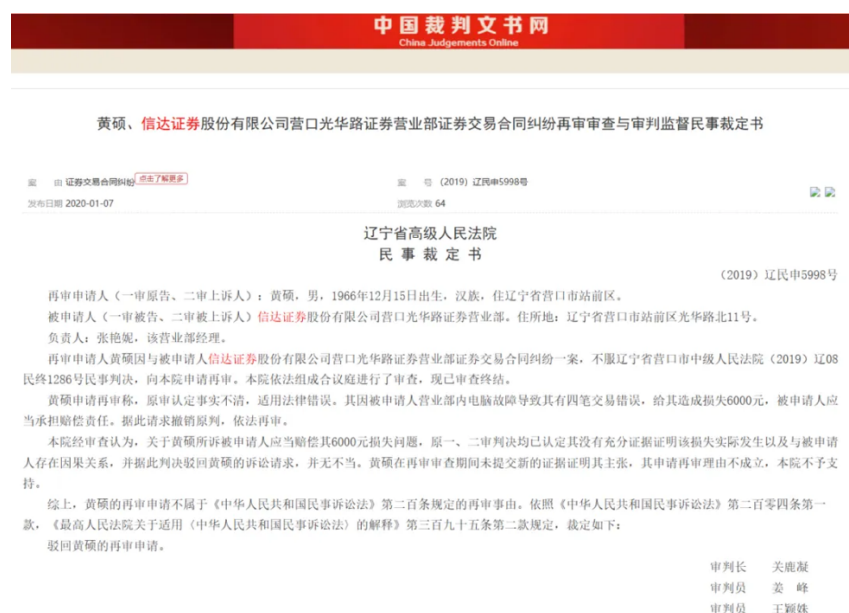 中国裁判文书网
China Judgements Online
黄硕、信达证券股份有限公司营口光华路证券营业部证券交易合同纠纷再审审查与审判监督民事裁定书
案 由 证券交易合同纠纷 点击了解更多 案 号 (2019) 辽民申5998号
发布日期 2020-01-07 浏览次数 64
辽宁省高级人民法院
民 事 裁 定 书
(2019) 辽民申5998号
再审申请人(一审原告、二审上诉人):黄硕,男,1966年12月15日出生,汉族,住辽宁省营口市站前区。
被申请人(一审被告、二审被上诉人)信达证券股份有限公司营口光华路证券营业部。住所地:辽宁省营口市站前区光华路北11号。
负责人:张艳妮,该营业部经理。
再审申请人黄硕因与被申请人信达证券股份有限公司营口光华路证券营业部证券交易合同纠纷一案,不服辽宁省营口市中级人民法院(2019)辽08
民终1286号民事判决,向本院申请再审。本院依法组成合议庭进行了审查,现已审查终结。
黄硕申请再审称,原审认定事实不清,适用法律错误。其因被申请人营业部内电脑故障导致其有四笔交易错误,给其造成损失6000元,被申请人应
当承担赔偿责任。据此请求撤销原判,依法再审。
本院经审查认为,关于黄硕所诉被申请人应当赔偿其6000元损失问题,原一、二审判决均已认定其没有充分证据证明该损失实际发生以及与被申请
人存在因果关系,并据此判决驳回黄硕的诉讼请求,并无不当。黄硕在再审审查期间未提交新的证据证明其主张,其申请再审理由不成立,本院不予支
持。
综上,黄硕的再审申请不属于《中华人民共和国民事诉讼法》第二百条规定的再审事由。依照《中华人民共和国民事诉讼法》第二百零四条第一
款,《最高人民法院关于适用〈中华人民共和国民事诉讼法〉的解释》第三百九十五条第二款规定,裁定如下:
驳回黄硕的再审申请。
审判长 关鹿凝
审判员 姜 峰
审判员 王颖姝